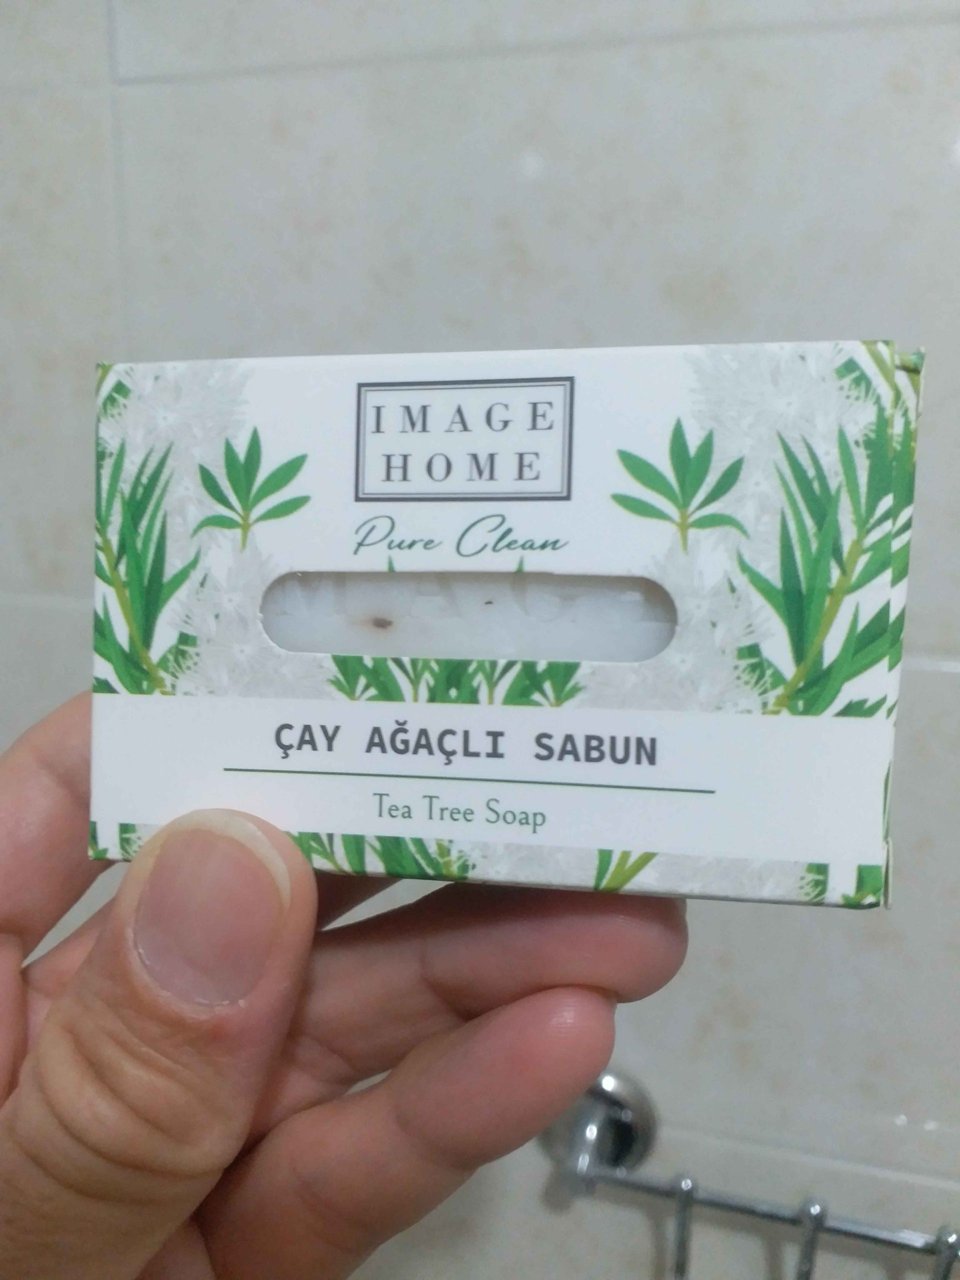 IMAGE
HOME
Pure Clean
ÇAY AĞAÇLI SABUN
Tea Tree Soap